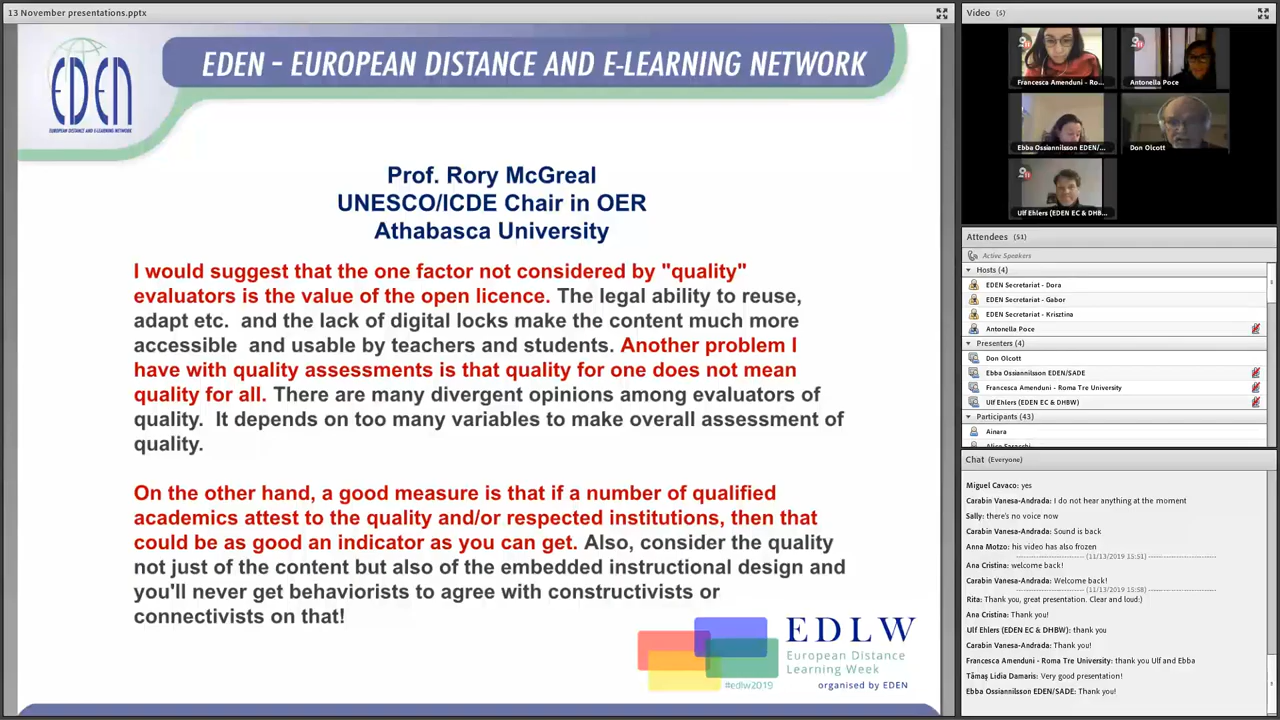 13 November presentations.pptx
EDEN
EUROPEAN DISTANCE AND E-LEARNING NETWORK
EDEN – EUROPEAN DISTANCE AND E-LEARNING NETWORK
Prof. Rory McGreal
UNESCO/ICDE Chair in OER
Athabasca University
I would suggest that the one factor not considered by "quality"
evaluators is the value of the open licence. The legal ability to reuse,
adapt etc. and the lack of digital locks make the content much more
accessible and usable by teachers and students. Another problem I
have with quality assessments is that quality for one does not mean
quality for all. There are many divergent opinions among evaluators of
quality. It depends on too many variables to make overall assessment of
quality.
On the other hand, a good measure is that if a number of qualified
academics attest to the quality and/or respected institutions, then that
could be as good an indicator as you can get. Also, consider the quality
not just of the content but also of the embedded instructional design and
you'll never get behaviorists to agree with constructivists or
connectivists on that!
EDLW
European Distance
Learning Week
#edlw2019
organised by EDEN
Video (5)
Francesca Amenduni - Ro...
Antonella Poce
Ebba Ossiannilsson EDEN/...
Don Olcott
Ulf Ehlers (EDEN EC & DHB...
Attendees (51)
Active Speakers
Hosts (4)
EDEN Secretariat - Dora
EDEN Secretariat - Gabor
EDEN Secretariat - Krisztina
Antonella Poce
Presenters (4)
Don Olcott
Ebba Ossiannilsson EDEN/SADE
Francesca Amenduni - Roma Tre University
Ulf Ehlers (EDEN EC & DHBW)
Participants (43)
Ainara
Chat (Everyone)
Miguel Cavaco: yes
Carabin Vanesa-Andrada: I do not hear anything at the moment
Sally: there's no voice now
Carabin Vanesa-Andrada: Sound is back
Anna Motzo: his video has also frozen
(11/13/2019 15:51)
Ana Cristina: welcome back!
Carabin Vanesa-Andrada: Welcome back!
(11/13/2019 15:58)
Rita: Thank you, great presentation. Clear and loud:)
Ana Cristina: Thank you!
Ulf Ehlers (EDEN EC & DHBW): thank you
Carabin Vanesa-Andrada: Thank you!
Francesca Amenduni - Roma Tre University: thank you Ulf and Ebba
Tămaș Lidia Damaris: Very good presentation!
Ebba Ossiannilsson EDEN/SADE: Thank you!